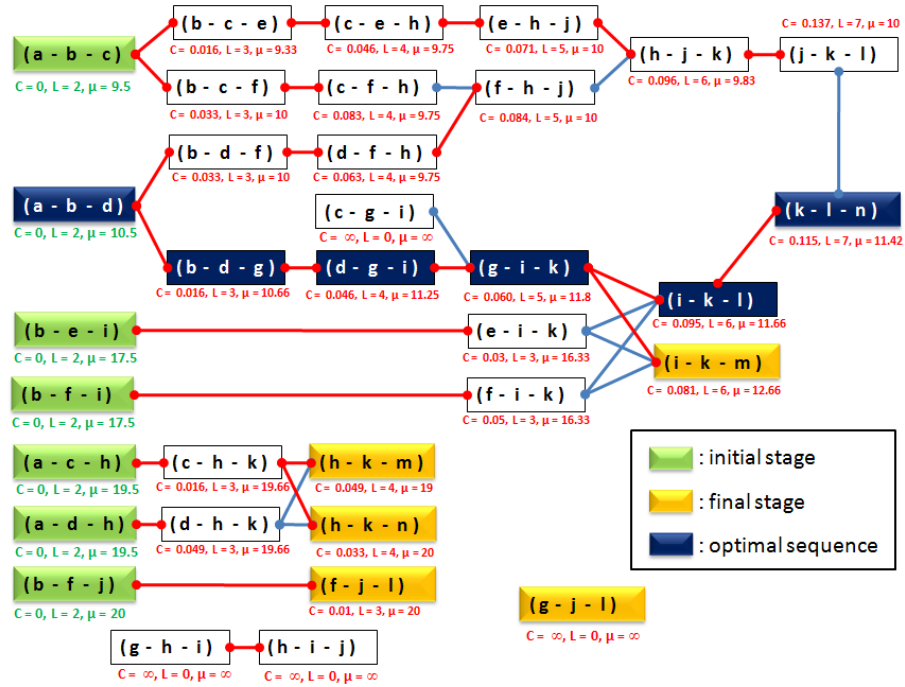 (b - c - e)
(c - e - h)
(e - h - j)
C= 0.137, L= 7, μ = 10
(a - b - c)
C= 0.016, L= 3, μ = 9.33
C= 0.046, L= 4, μ = 9.75
C= 0.071, L= 5, μ = 10
(h - j - k)
(j - k - l)
C= 0, L= 2, μ = 9.5
(b - c - f)
(c - f - h)
(f - h - j)
C= 0.096, L= 6, μ = 9.83
C= 0.033, L= 3, μ = 10
C= 0.083, L= 4, μ = 9.75
C= 0.084, L= 5, μ = 10
(b - d - f)
(d - f - h)
C= 0.033, L= 3, μ = 10
C= 0.063, L= 4, μ = 9.75
(a - b - d)
(c - g - i)
(k - l - n)
C= 0, L= 2, μ = 10.5
C= ∞, L= 0, μ = ∞
C= 0.115, L= 7, μ = 11.42
(b - d - g)
(d - g - i)
(g - i - k)
C= 0.016, L= 3, μ = 10.66
C= 0.046, L= 4, μ = 11.25
C= 0.060, L= 5, μ = 11.8
(i - k - l)
C= 0.095, L= 6, μ = 11.66
(b - e - i)
(e - i - k)
C= 0, L= 2, μ = 17.5
C= 0.03, L= 3, μ = 16.33
(i - k - m)
C= 0.081, L= 6, μ = 12.66
(b - f - i)
(f - i - k)
C= 0, L= 2, μ = 17.5
C= 0.05, L= 3, μ = 16.33
(a - c - h)
(c - h - k)
(h - k - m)
: initial stage
C= 0, L= 2, μ = 19.5
C= 0.016, L= 3, μ = 19.66
C= 0.049, L= 4, μ = 19
: final stage
(a - d - h)
(d - h - k)
(h - k - n)
C= 0, L= 2, μ = 19.5
C= 0.049, L= 3, μ = 19.66
C= 0.033, L= 4, μ = 20
: optimal sequence
(b - f - j)
(f - j - l)
C= 0, L= 2, μ = 20
C= 0.01, L= 3, μ = 20
(g - j - l)
C= ∞, L= 0, μ = ∞
(g - h - i)
(h - i - j)
C= ∞, L= 0, μ = ∞
C= ∞, L= 0, μ = ∞